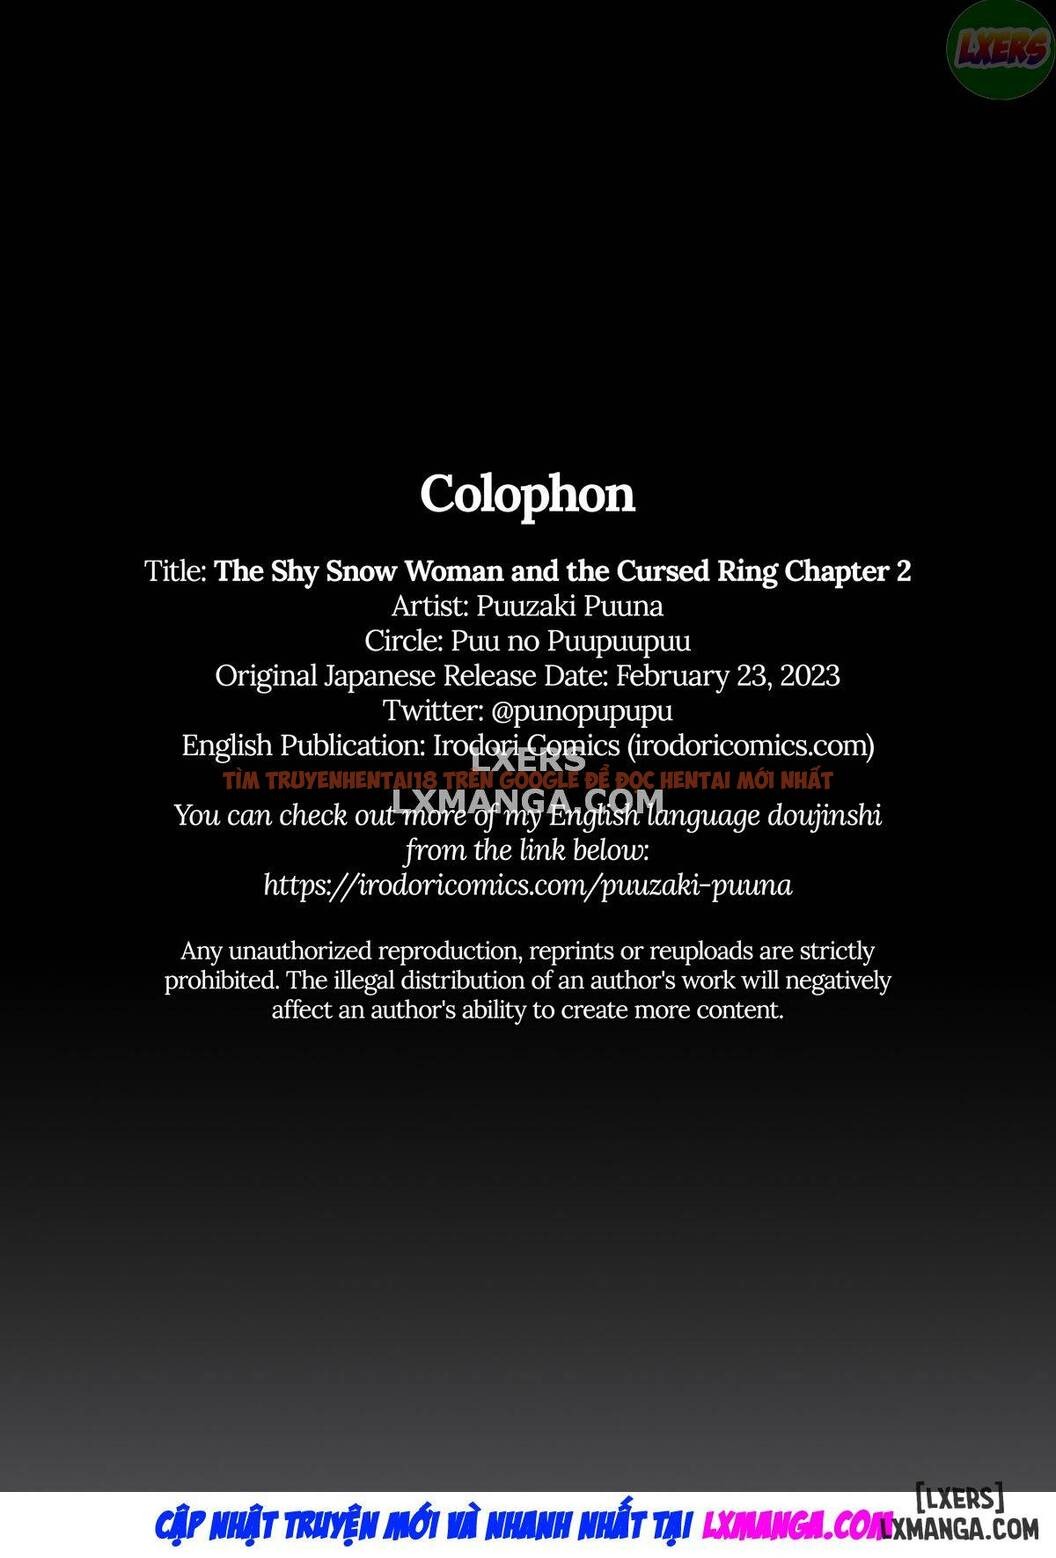 LXERS
Colophon
Title: The Shy Snow Woman and the Cursed Ring Chapter 2
Artist: Puuzaki Puuna
Circle: Puu no Puupuupuu
Original Japanese Release Date: February 23, 2023
Twitter: @punopupupu
English Publication: Irodori Comics (irodoricomics.com)
LXERS
TÌM TRUYENHENTAI18 TRÊN GOOGLE ĐỂ ĐỌC HENTAI MỚI NHẤT
LXMANGA.COM
You can check out more of my English language doujinshi
from the link below:
https://irodoricomics.com/puuzaki-puuna
Any unauthorized reproduction, reprints or reuploads are strictly
prohibited. The illegal distribution of an author's work will negatively
affect an author's ability to create more content.
[LXERS]
CẬP NHẬT TRUYỆN MỚI VÀ NHANH NHẤT TẠI LXMANGA.COM
LXMANGA.COM